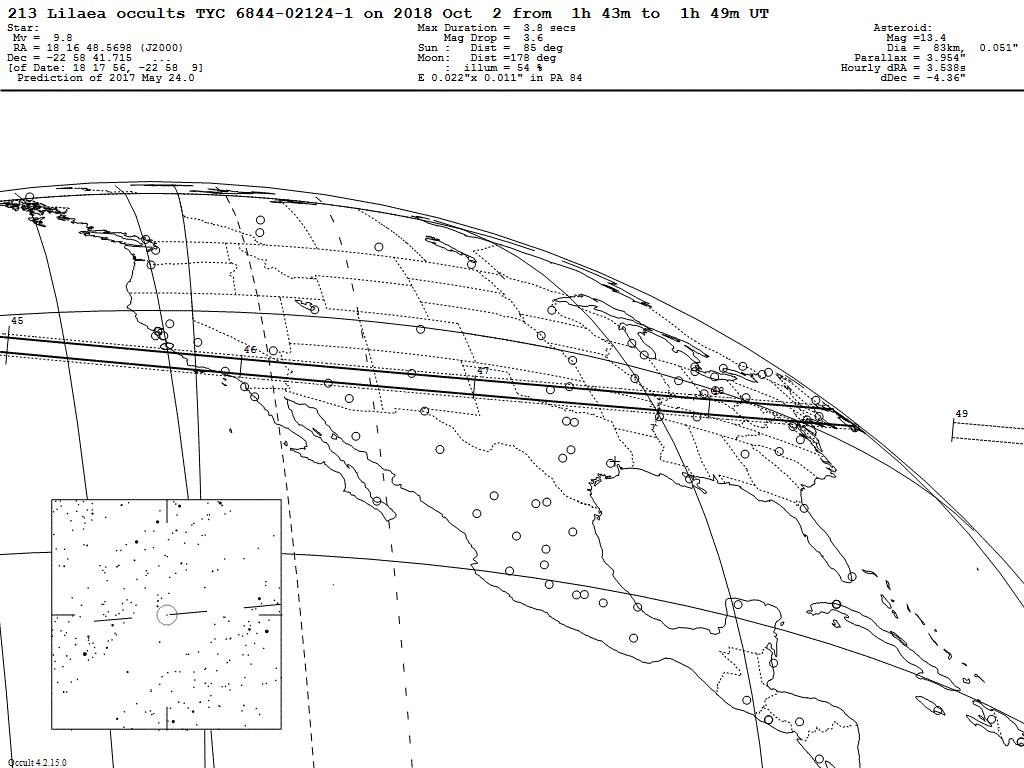 213 Lilaea occults TYC 6844-02124-1 on 2018 Oct  2 from  1h 43m to  1h 49m UT
Star:
Mv =  9.8
RA = 18 16 48.5698 (J2000)
Dec = -22 58 41.715  ...
[of Date: 18 17 56, -22 58  9]
Prediction of 2017 May 24.0
Max Duration =  3.8 secs
Mag Drop =  3.6
Sun :   Dist =  85 deg
Moon:   Dist =178 deg
:  illum = 54 %
E 0.022"x 0.011" in PA 84
Asteroid:
Mag =13.4
Dia =  83km,  0.051"
Parallax = 3.954"
Hourly dRA = 3.538s
dDec = -4.36"
45
46
47
48
49
Occult 4.2.15.0